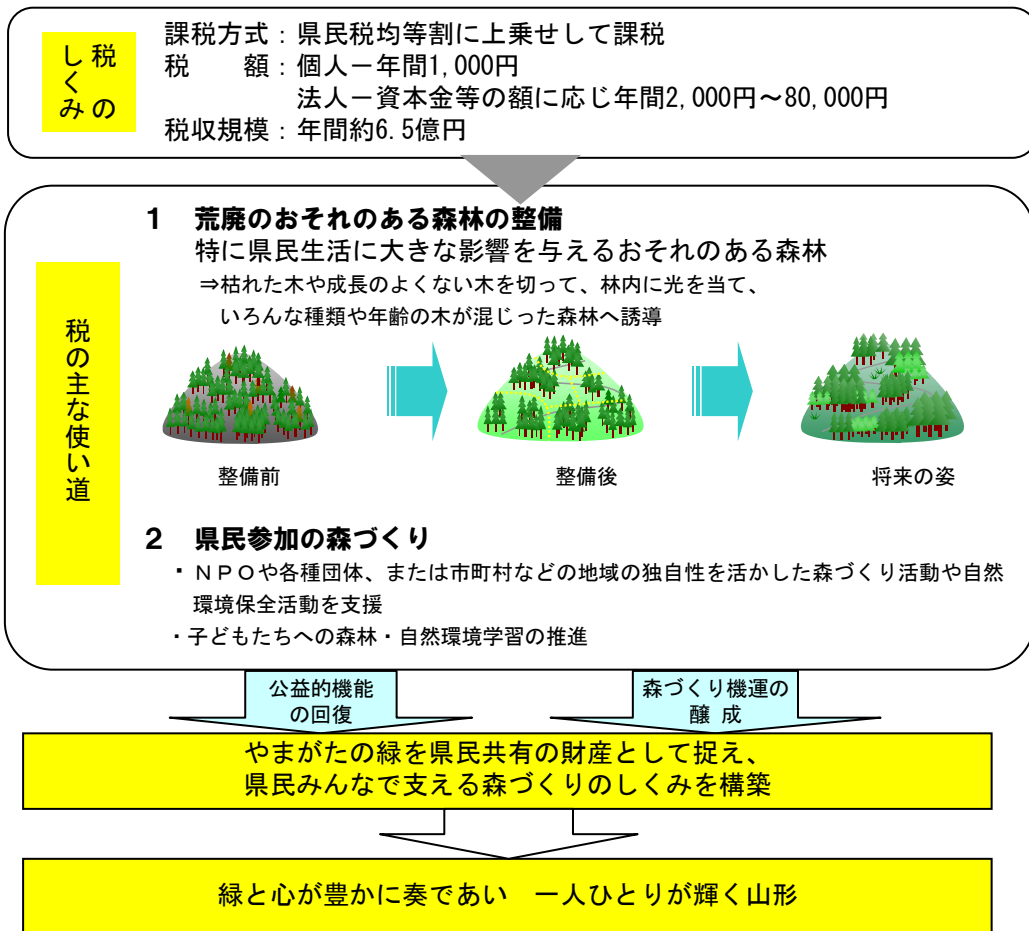 税の
しくみ
課税方式：県民税均等割に上乗せして課税
税　　額：個人－年間1,000円
法人－資本金等の額に応じ年間2,000円～80,000円
税収規模：年間約6.5億円
税の主な使い道
1　荒廃のおそれのある森林の整備
特に県民生活に大きな影響を与えるおそれのある森林
⇒枯れた木や成長のよくない木を切って、林内に光を当て、
いろんな種類や年齢の木が混じった森林へ誘導
整備前
整備後
将来の姿
2　県民参加の森づくり
・ＮＰＯや各種団体、または市町村などの地域の独自性を活かした森づくり活動や自然
環境保全活動を支援
・子どもたちへの森林・自然環境学習の推進
公益的機能
の回復
森づくり機運の
醸 成
やまがたの緑を県民共有の財産として捉え、
県民みんなで支える森づくりのしくみを構築
緑と心が豊かに奏であい　一人ひとりが輝く山形